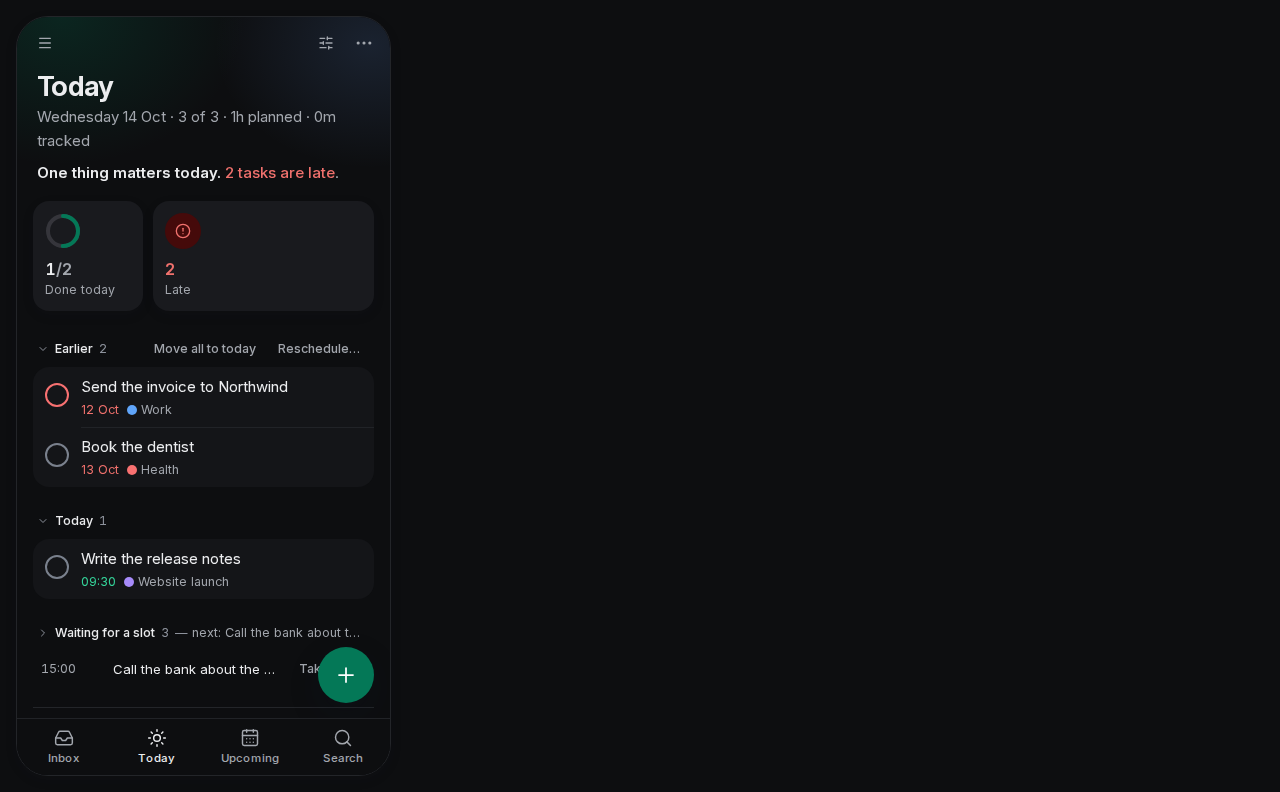 Today
Wednesday 14 Oct · 3 of 3 · 1h planned · 0m
tracked
One thing matters today. 2 tasks are late.
1/2
Done today
2
Late
Earlier 2 Move all to today Reschedule…
Send the invoice to Northwind
12 Oct Work
Book the dentist
13 Oct Health
Today 1
Write the release notes
09:30 Website launch
Waiting for a slot 3 — next: Call the bank about t…
15:00 Call the bank about the …
Inbox Today Upcoming Search